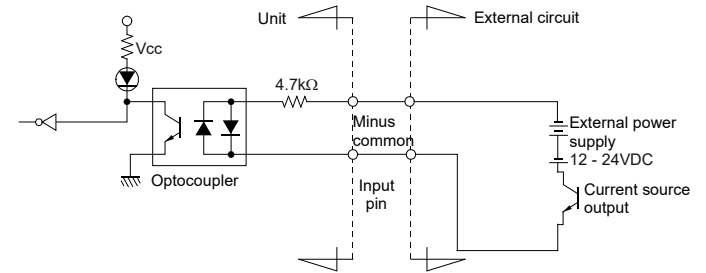 Unit
External circuit
Vcc
4.7kΩ
Minus
common
External power
supply
12 - 24VDC
Optocoupler
Input
pin
Current source
output